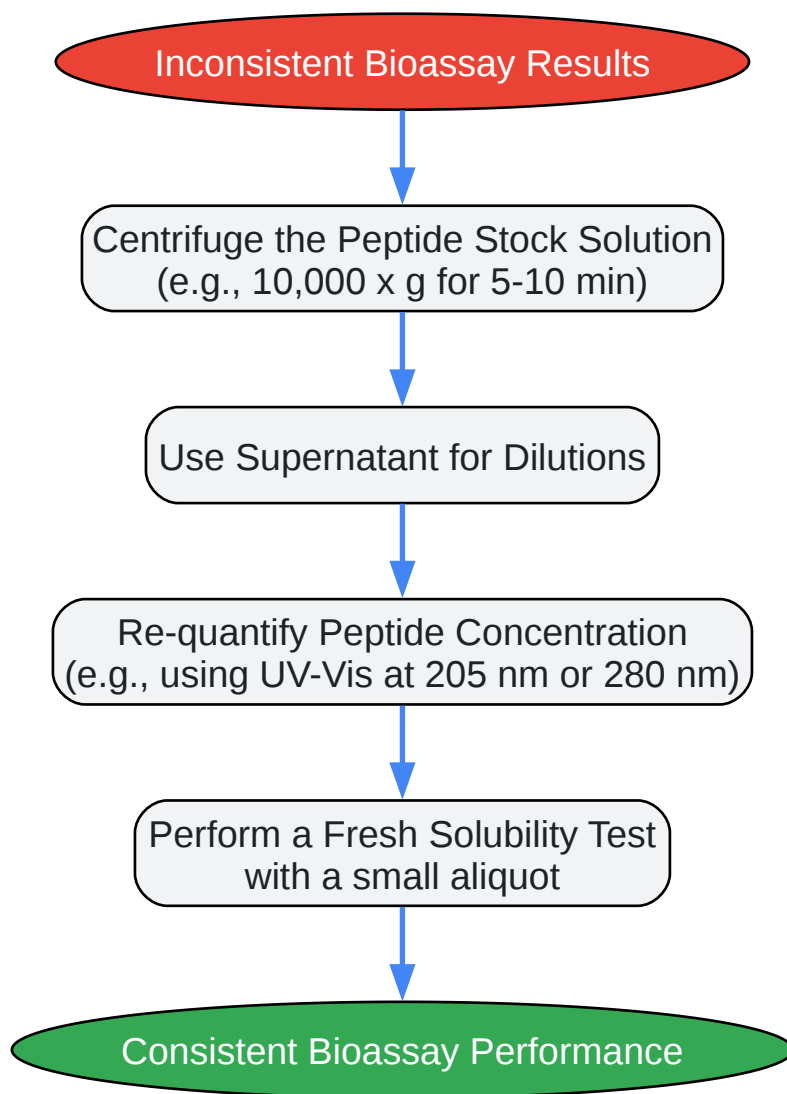 Inconsistent Bioassay Results
Centrifuge the Peptide Stock Solution
(e.g., 10,000 x g for 5-10 min)
Use Supernatant for Dilutions
Re-quantify Peptide Concentration
(e.g., using UV-Vis at 205 nm or 280 nm)
Perform a Fresh Solubility Test
with a small aliquot
Consistent Bioassay Performance